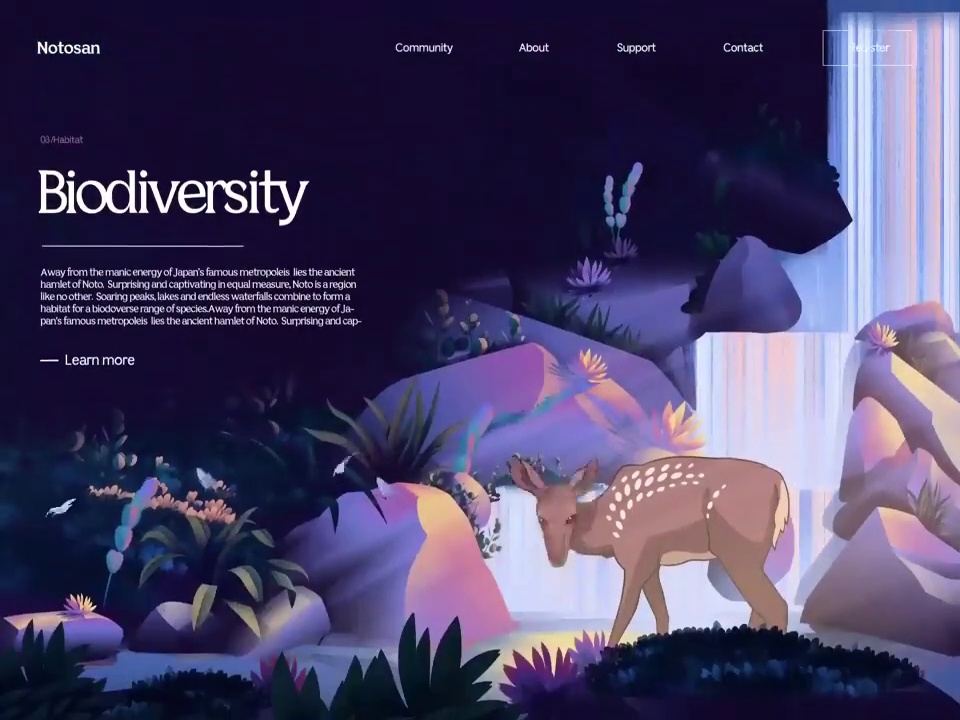 Notosan
Community
About
Support
Contact
03/Habitat
Biodiversity
Away from the manic energy of Japan's famous metropoleis lies the ancient
hamlet of Noto. Surprising and captivating in equal measure, Noto is a region
like no other. Soaring peaks, lakes and endless waterfalls combine to form a
habitat for a biodoverse range of species.Away from the manic energy of Ja-
pan's famous metropoleis lies the ancient hamlet of Noto. Surprising and cap-
Learn more